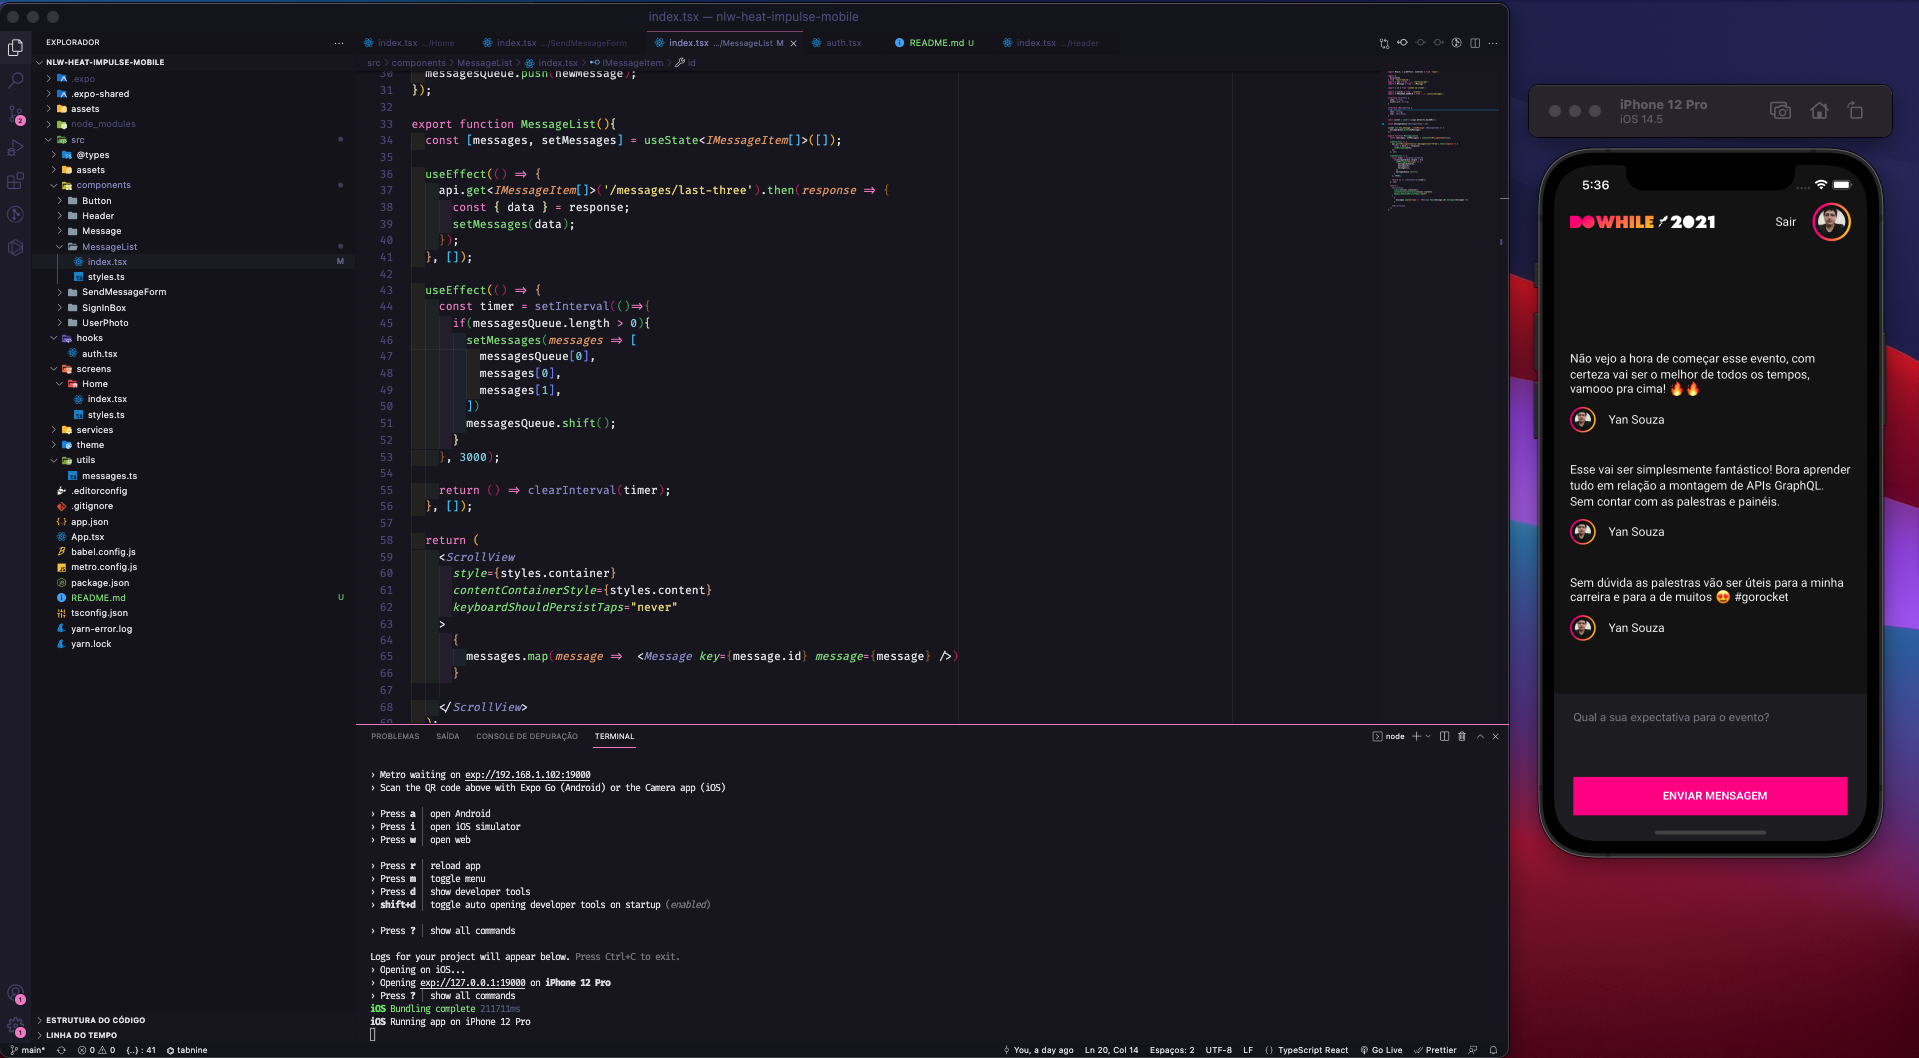 index.tsx — nlw-heat-impulse-mobile
EXPLORADOR
NLW-HEAT-IMPULSE-MOBILE
.expo
.expo-shared
assets
node_modules
src
@types
assets
components
Button
Header
Message
MessageList
index.tsx M
styles.ts
SendMessageForm
SignInBox
UserPhoto
hooks
auth.tsx
screens
Home
index.tsx
styles.ts
services
theme
utils
messages.ts
.editorconfig
.gitignore
app.json
App.tsx
babel.config.js
metro.config.js
package.json
README.md U
tsconfig.json
yarn-error.log
yarn.lock
ESTRUTURA DO CÓDIGO
LINHA DO TEMPO
index.tsx .../Home
index.tsx .../SendMessageForm
index.tsx .../MessageList M
auth.tsx
README.md U
index.tsx .../Header
src > components > MessageList > index.tsx > IMessageItem > id
30 messagesQueue.push(newMessage);
31 });
32
33 export function MessageList(){
34 const [messages, setMessages] = useState<IMessageItem[]>([]);
35
36 useEffect(() => {
37 api.get<IMessageItem[]>('/messages/last-three').then(response => {
38 const { data } = response;
39 setMessages(data);
40 });
41 }, []);
42
43 useEffect(() => {
44 const timer = setInterval(()=>{
45 if(messagesQueue.length > 0){
46 setMessages(messages => [
47 messagesQueue[0],
48 messages[0],
49 messages[1],
50 ])
51 messagesQueue.shift();
52 }
53 }, 3000);
54
55 return () => clearInterval(timer);
56 }, []);
57
58 return (
59 <ScrollView
60 style={styles.container}
61 contentContainerStyle={styles.content}
62 keyboardShouldPersistTaps="never"
63 >
64 {
65 messages.map(message => <Message key={message.id} message={message} />)
66 }
67
68 </ScrollView>
69 );
PROBLEMAS SAÍDA CONSOLE DE DEPURAÇÃO TERMINAL
node
› Metro waiting on exp://192.168.1.102:19000
› Scan the QR code above with Expo Go (Android) or the Camera app (iOS)
› Press a │ open Android
› Press i │ open iOS simulator
› Press w │ open web
› Press r │ reload app
› Press m │ toggle menu
› Press d │ show developer tools
› shift+d │ toggle auto opening developer tools on startup (enabled)
› Press ? │ show all commands
Logs for your project will appear below. Press Ctrl+C to exit.
› Opening on iOS...
› Opening exp://127.0.0.1:19000 on iPhone 12 Pro
› Press ? │ show all commands
iOS Bundling complete 211711ms
iOS Running app on iPhone 12 Pro
main* 0 0 {..} : 41 tabnine
You, a day ago Ln 20, Col 14 Espaços: 2 UTF-8 LF {} TypeScript React Go Live Prettier
2
1
1
iPhone 12 Pro
iOS 14.5
5:36
DOWHILE 2021
Sair
Não vejo a hora de começar esse evento, com
certeza vai ser o melhor de todos os tempos,
vamooo pra cima! 🔥🔥
Yan Souza
Esse vai ser simplesmente fantástico! Bora aprender
tudo em relação a montagem de APIs GraphQL.
Sem contar com as palestras e painéis.
Yan Souza
Sem dúvida as palestras vão ser úteis para a minha
carreira e para a de muitos 😍 #gorocket
Yan Souza
Qual a sua expectativa para o evento?
ENVIAR MENSAGEM